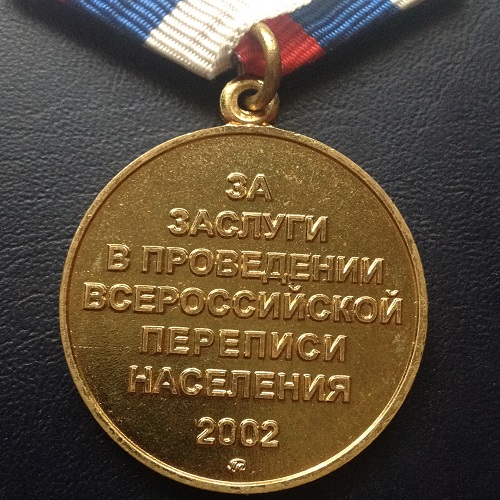 ЗА
ЗАСЛУГИ
В ПРОВЕДЕНИИ
ВСЕРОССИЙСКОЙ
ПЕРЕПИСИ
НАСЕЛЕНИЯ
2002